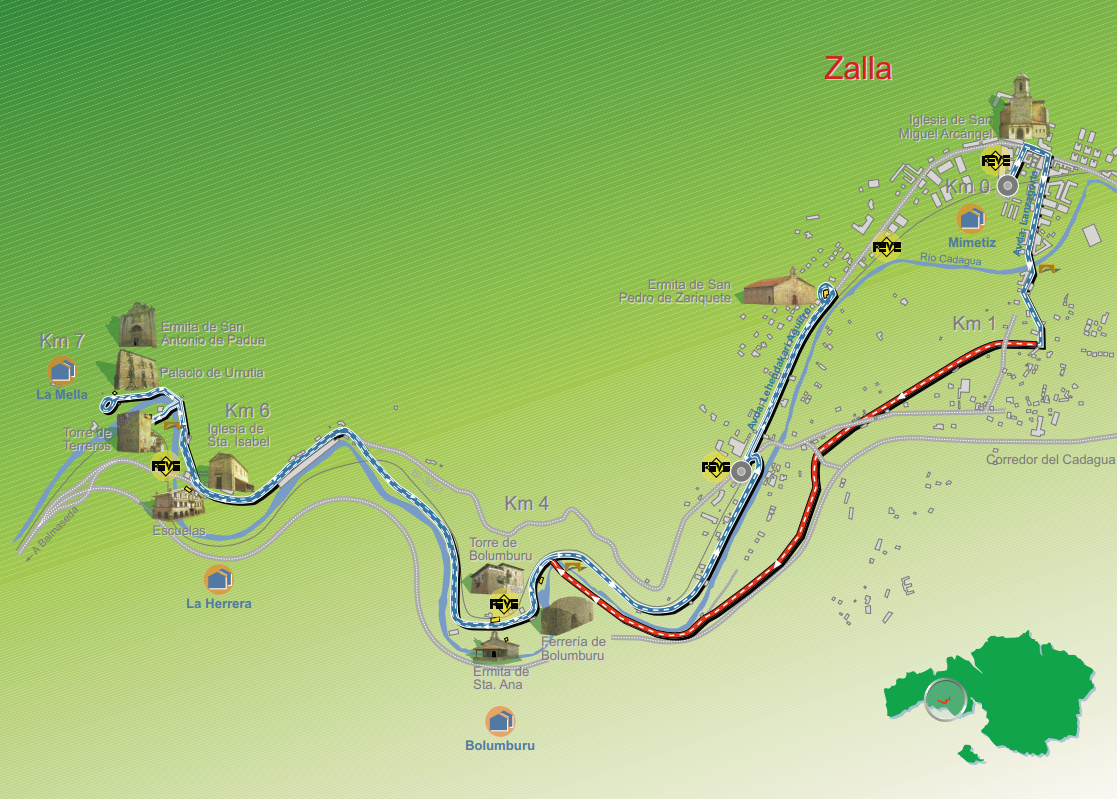 Zalla
Iglesia de San
Miguel Arcángel
FEVE
Km 0
Avda. Lanzagorta
Mimetiz
FEVE
Río Cadagua
Ermita de San
Pedro de Zariquete
Km 1
Avda. Lehendakari Aguirre
Ermita de San
Antonio de Padua
Km 7
Palacio de Urrutia
La Mella
Km 6
Iglesia de
Sta. Isabel
Torre de
Terreros
FEVE
FEVE
Corredor del Cadagua
Escuelas
← A Balmaseda
Km 4
Torre de
Bolumburu
FEVE
La Herrera
Ferrería de
Bolumburu
Ermita de
Sta. Ana
Bolumburu